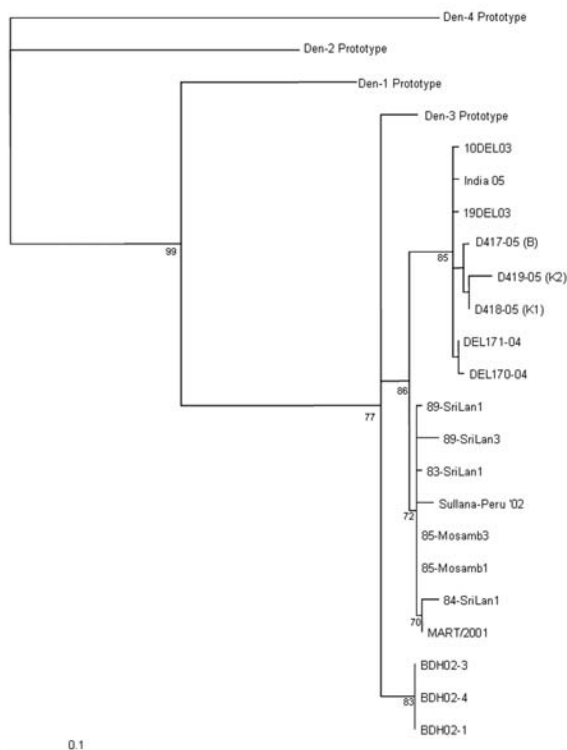 Den-4 Prototype
Den-2 Prototype
Den-1 Prototype
Den-3 Prototype
10DEL03
India 05
19DEL03
D417-05 (B)
99
85
D419-05 (K2)
D418-05 (K1)
DEL171-04
DEL170-04
86
89-SriLan1
77
89-SriLan3
83-SriLan1
Sullana-Peru '02
72
85-Mosamb3
85-Mosamb1
84-SriLan1
70
MART/2001
BDH02-3
BDH02-4
83
BDH02-1
0.1